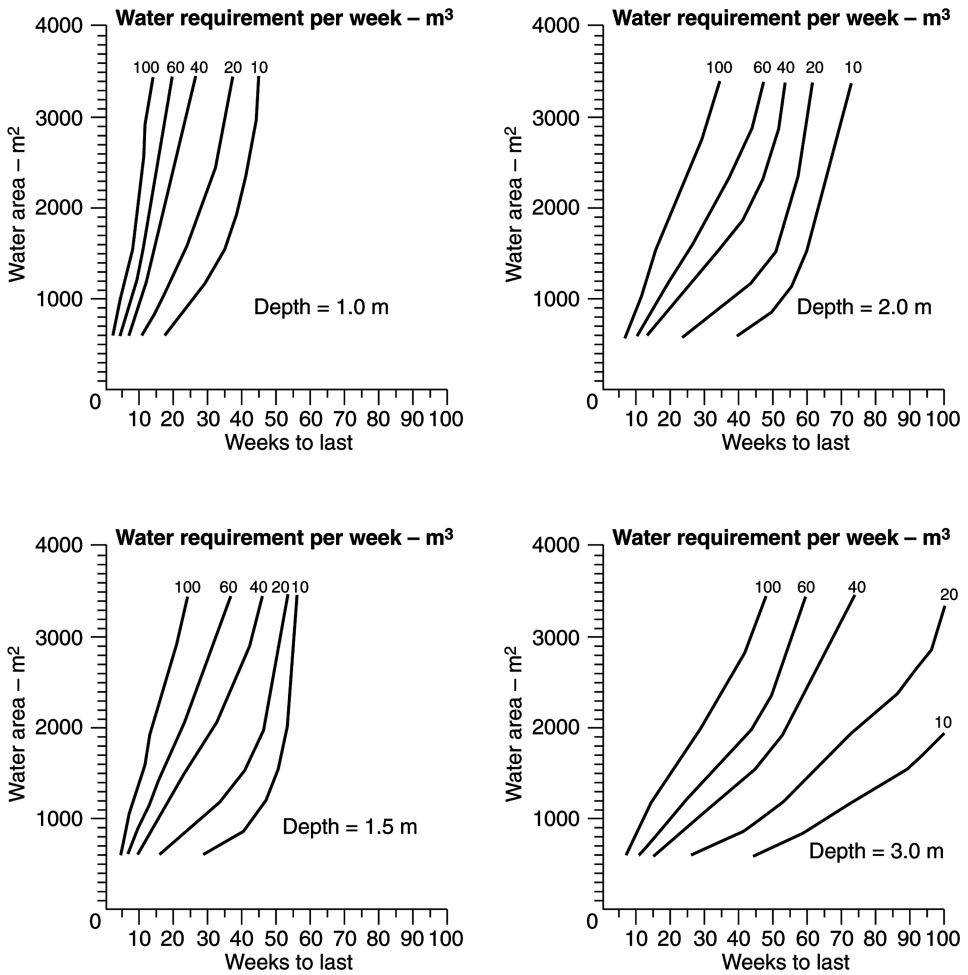 Water requirement per week – m³
4000
3000
2000
1000
0
Water area – m²
100 60 40 20 10
Depth = 1.0 m
10 20 30 40 50 60 70 80 90 100
Weeks to last
Water requirement per week – m³
4000
3000
2000
1000
0
Water area – m²
100 60 40 20 10
Depth = 2.0 m
10 20 30 40 50 60 70 80 90 100
Weeks to last
Water requirement per week – m³
4000
3000
2000
1000
0
Water area – m²
100 60 40 20 10
Depth = 1.5 m
10 20 30 40 50 60 70 80 90 100
Weeks to last
Water requirement per week – m³
4000
3000
2000
1000
0
Water area – m²
100 60 40 20
10
Depth = 3.0 m
10 20 30 40 50 60 70 80 90 100
Weeks to last